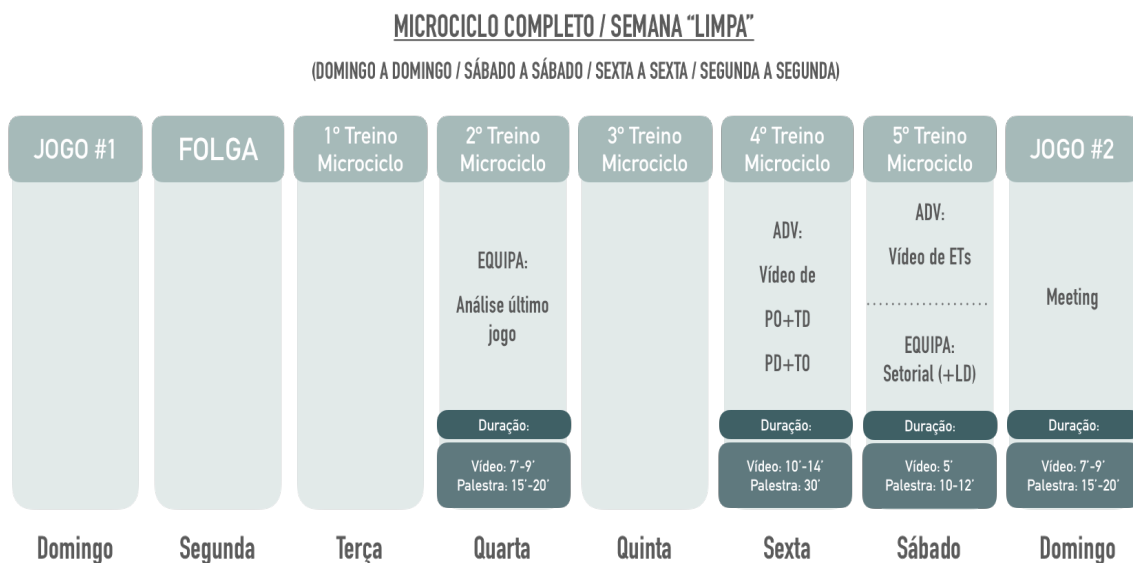 MICROCICLO COMPLETO / SEMANA “LIMPA”
(DOMINGO A DOMINGO / SÁBADO A SÁBADO / SEXTA A SEXTA / SEGUNDA A SEGUNDA)
JOGO #1
FOLGA
1º Treino
Microciclo
2º Treino
Microciclo
3º Treino
Microciclo
4º Treino
Microciclo
5º Treino
Microciclo
JOGO #2
EQUIPA:
Análise último
jogo
Duração:
Vídeo: 7’-9’
Palestra: 15’-20’
ADV:
Vídeo de
PO+TD
PD+TO
Duração:
Vídeo: 10’-14’
Palestra: 30’
ADV:
Vídeo de ETs
EQUIPA:
Setorial (+LD)
Duração:
Vídeo: 5’
Palestra: 10-12’
Meeting
Duração:
Vídeo: 7’-9’
Palestra: 15’-20’
Domingo
Segunda
Terça
Quarta
Quinta
Sexta
Sábado
Domingo